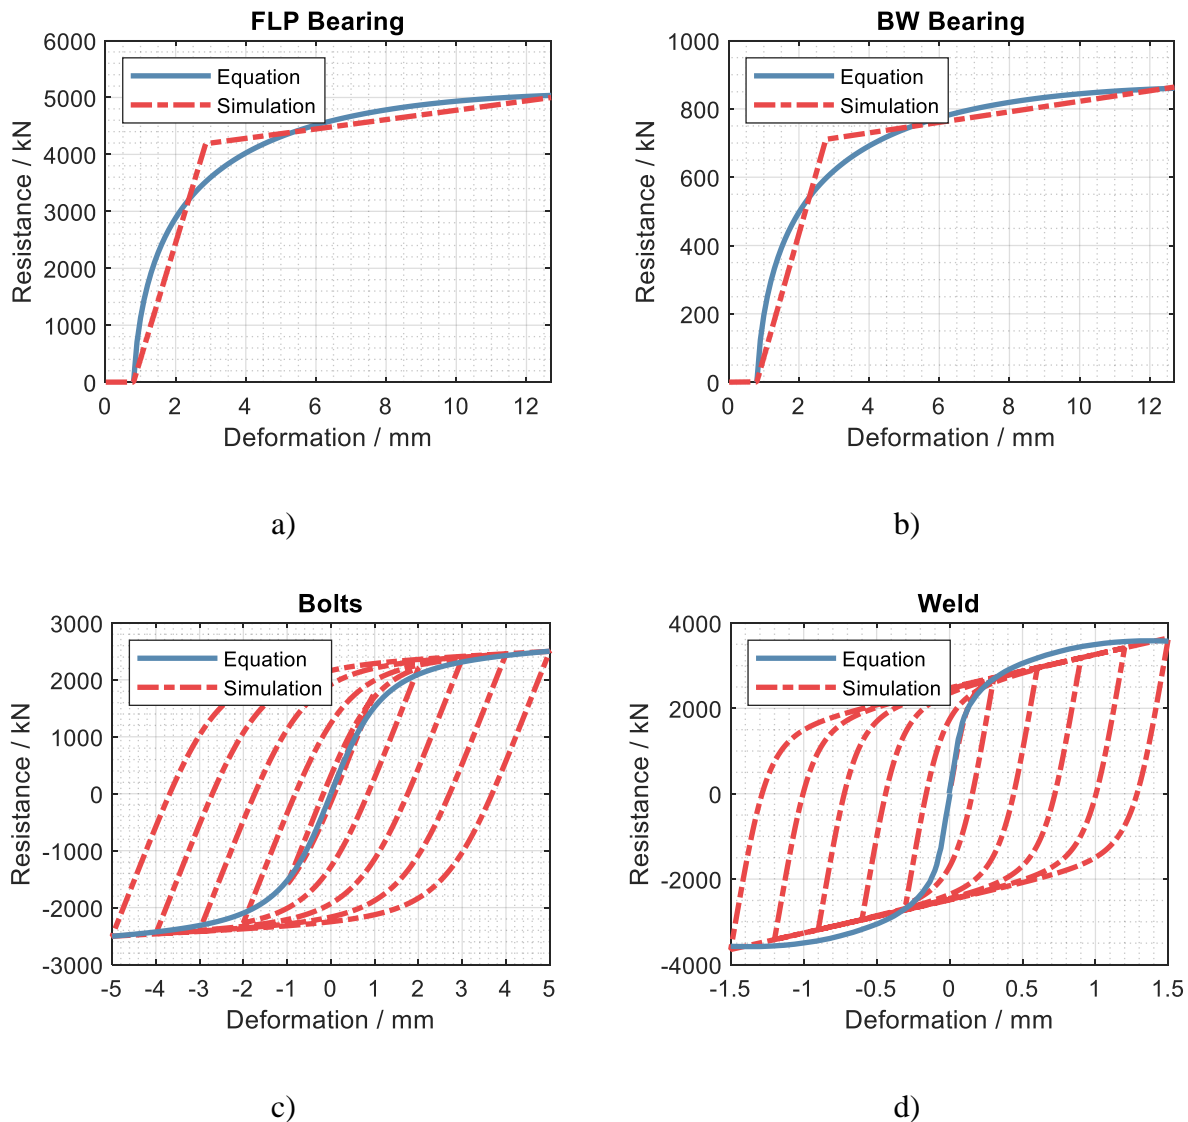 FLP Bearing
6000
5000
4000
3000
2000
1000
0
Resistance / kN
Equation
Simulation
0 2 4 6 8 10 12
Deformation / mm
a)
BW Bearing
1000
800
600
400
200
0
Resistance / kN
Equation
Simulation
0 2 4 6 8 10 12
Deformation / mm
b)
Bolts
3000
2000
1000
0
-1000
-2000
-3000
Resistance / kN
Equation
Simulation
-5 -4 -3 -2 -1 0 1 2 3 4 5
Deformation / mm
c)
Weld
4000
2000
0
-2000
-4000
Resistance / kN
Equation
Simulation
-1.5 -1 -0.5 0 0.5 1 1.5
Deformation / mm
d)